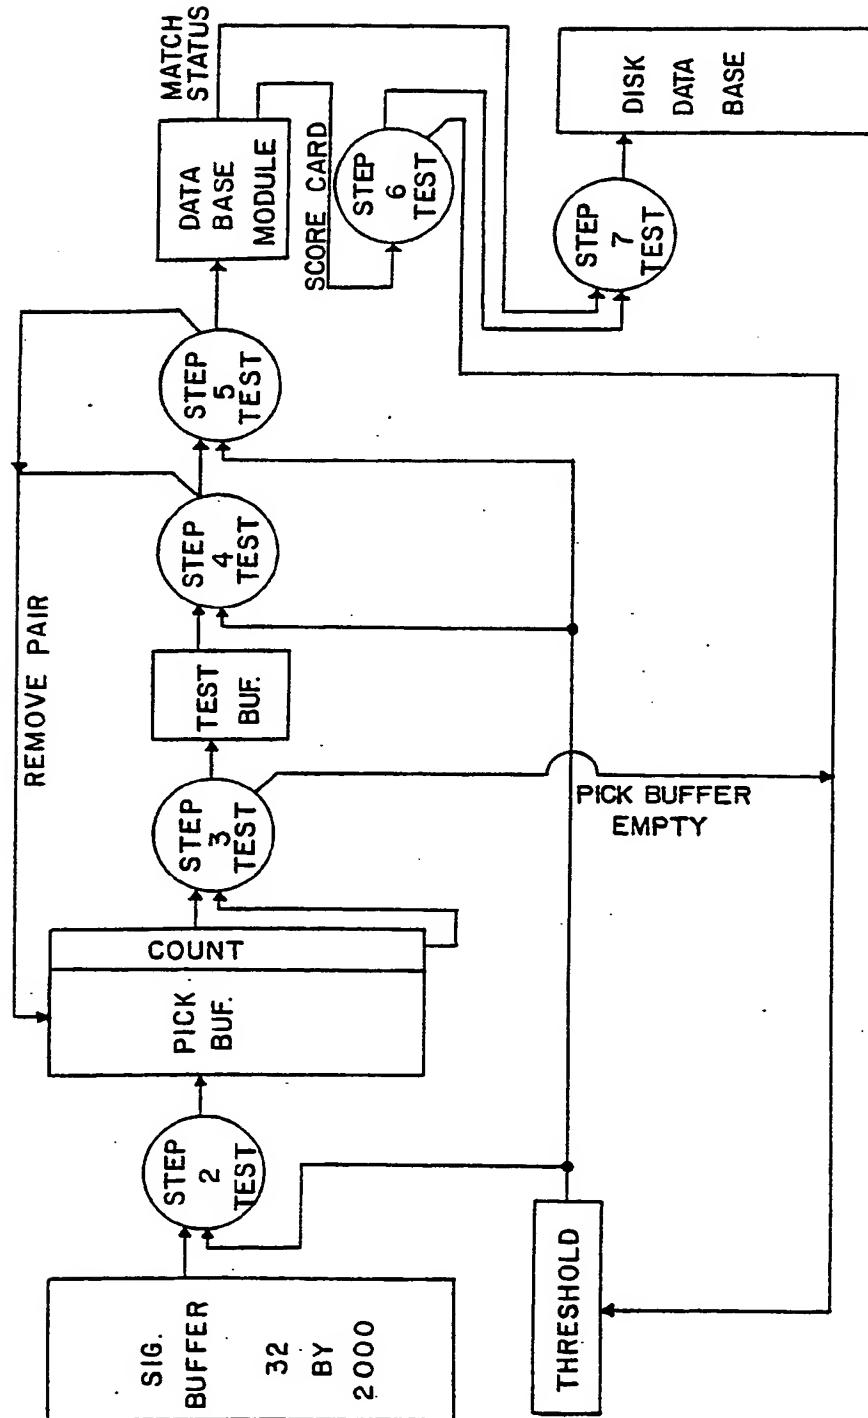 SIG.
BUFFER
32
BY
2000
STEP
2
TEST
PICK
BUF.
COUNT
REMOVE PAIR
STEP
3
TEST
TEST
BUF.
STEP
4
TEST
STEP
5
TEST
DATA
BASE
MODULE
MATCH
STATUS
SCORE CARD
STEP
6
TEST
STEP
7
TEST
DISK
DATA
BASE
PICK BUFFER
EMPTY
THRESHOLD